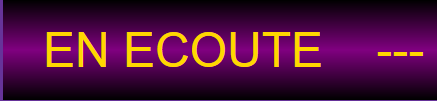 EN ECOUTE ---